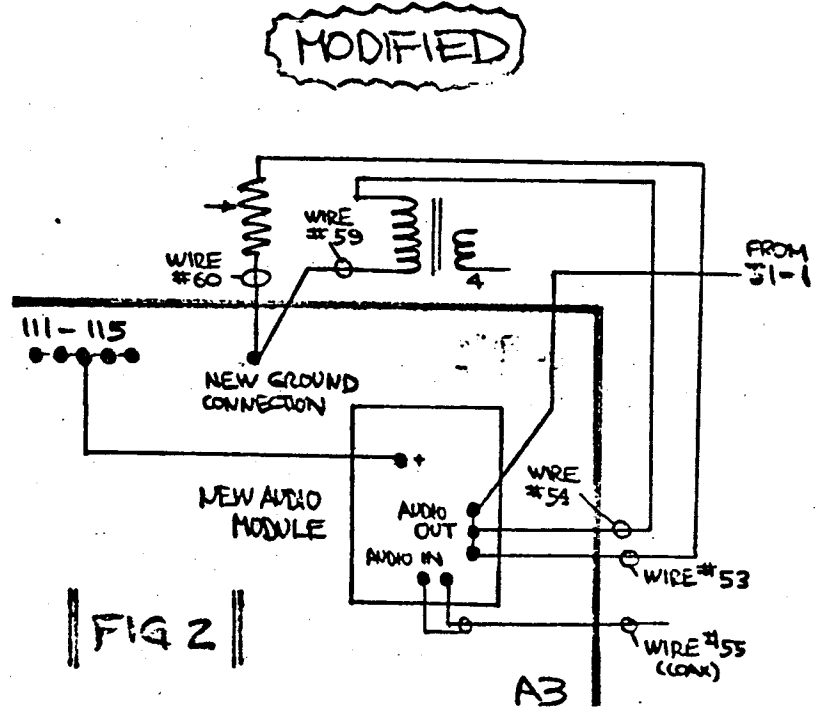 MODIFIED
WIRE
#59
WIRE
#60
4
FROM
J1-1
111-115
NEW GROUND
CONNECTION
+
NEW AUDIO
MODULE
AUDIO
OUT
WIRE
#54
AUDIO IN
WIRE #53
FIG 2
WIRE #55
(COAX)
A3